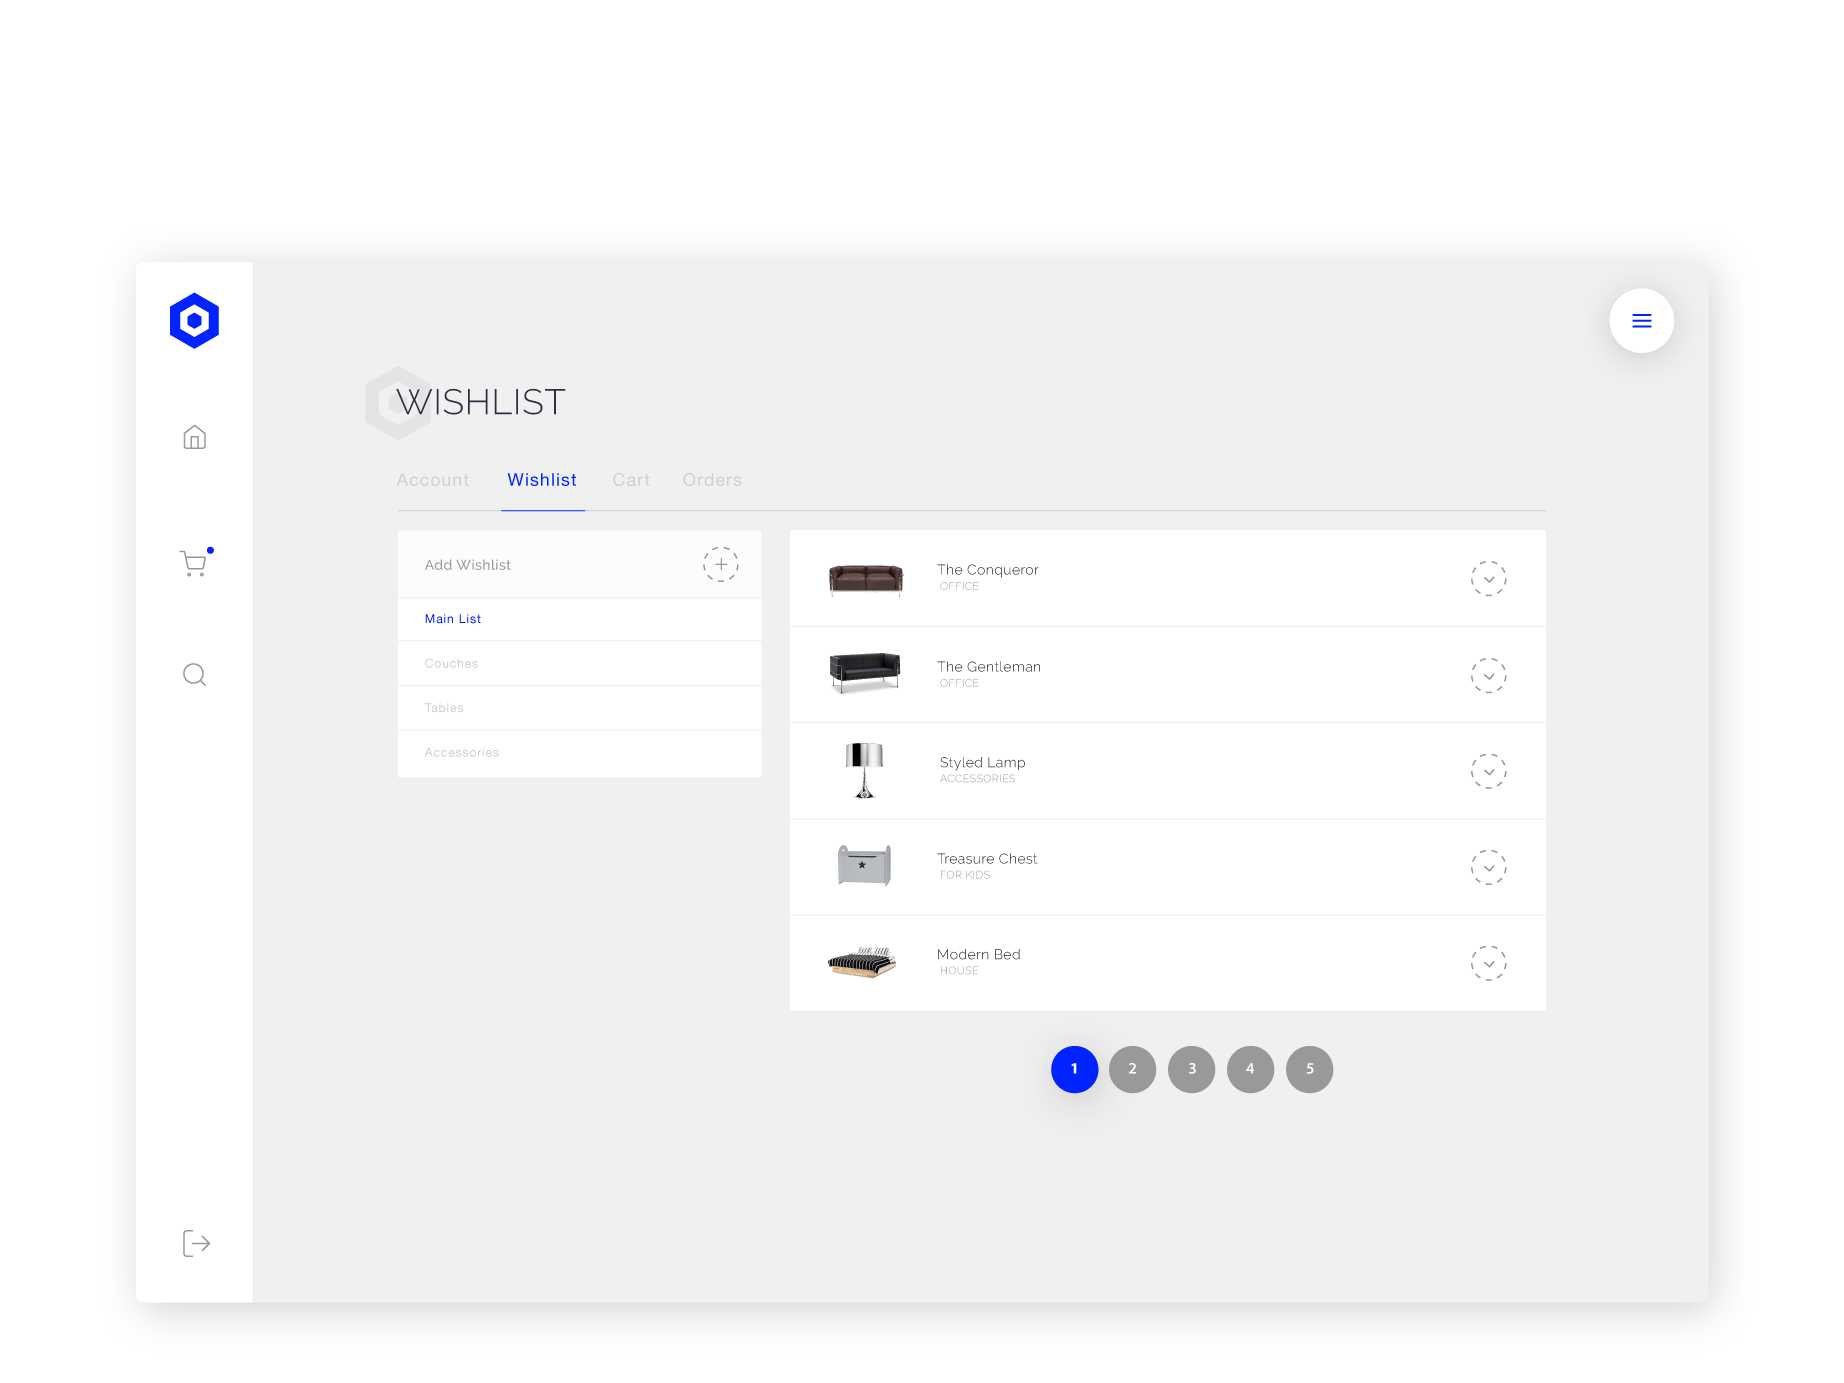 WISHLIST
Account Wishlist Cart Orders
Add Wishlist
Main List
Couches
Tables
Accessories
The Conqueror
OFFICE
The Gentleman
OFFICE
Styled Lamp
ACCESSORIES
Treasure Chest
FOR KIDS
Modern Bed
HOUSE
1 2 3 4 5